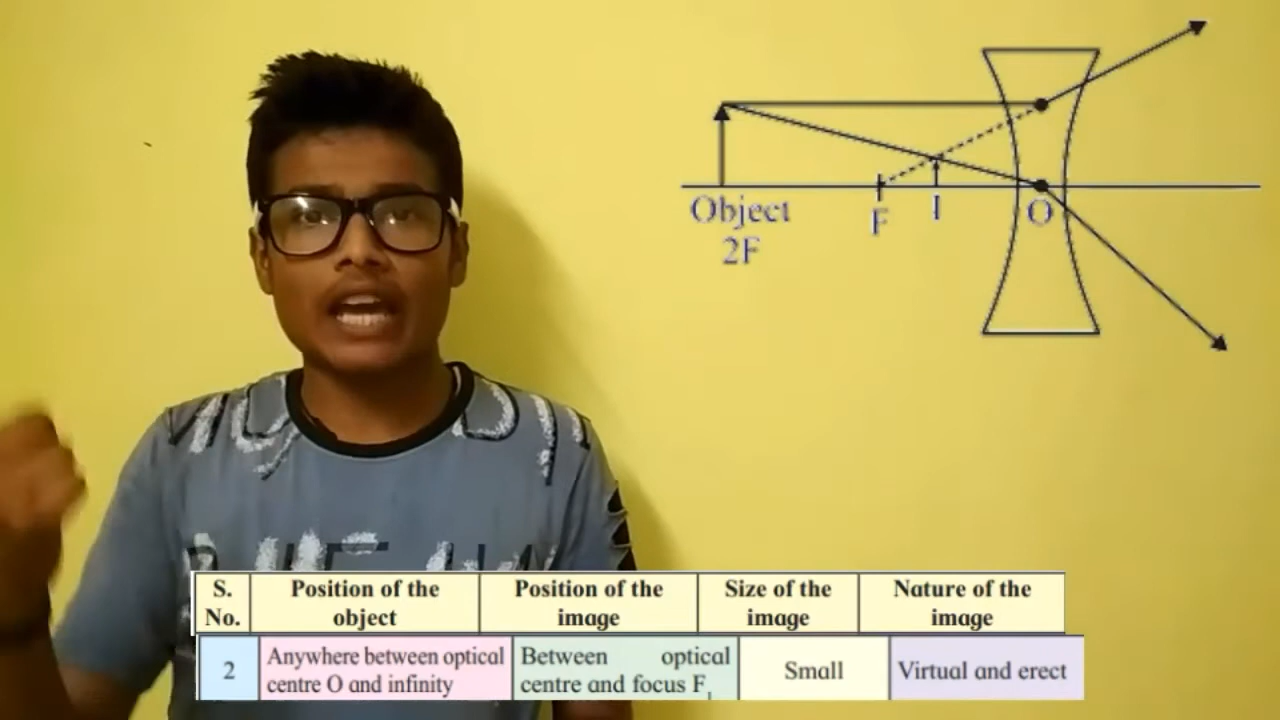 Object
2F
F
I
O
S.
No.
Position of the
object
Position of the
image
Size of the
image
Nature of the
image
2
Anywhere between optical
centre O and infinity
Between optical
centre and focus F₁
Small
Virtual and erect